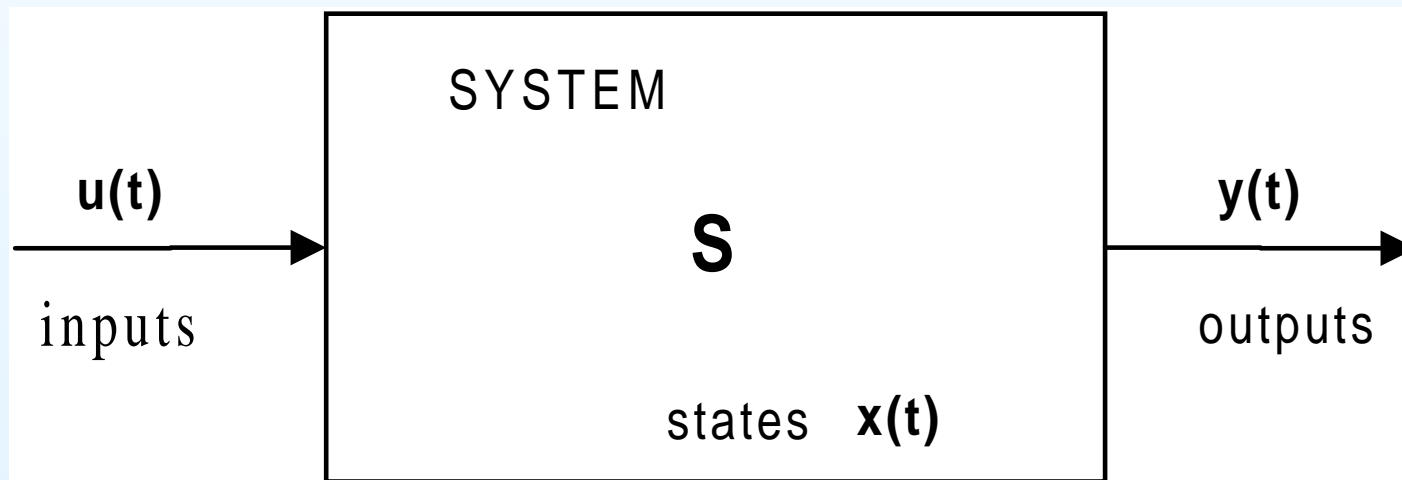 SYSTEM
u(t)
S
y(t)
inputs
outputs
states x(t)